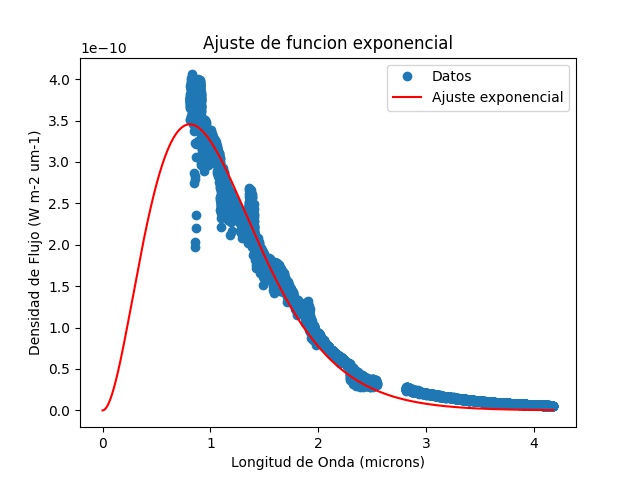 Ajuste de funcion exponencial
1e−10
Datos
Ajuste exponencial
4.0
3.5
3.0
2.5
2.0
1.5
1.0
0.5
0.0
Densidad de Flujo (W m-2 um-1)
0 1 2 3 4
Longitud de Onda (microns)